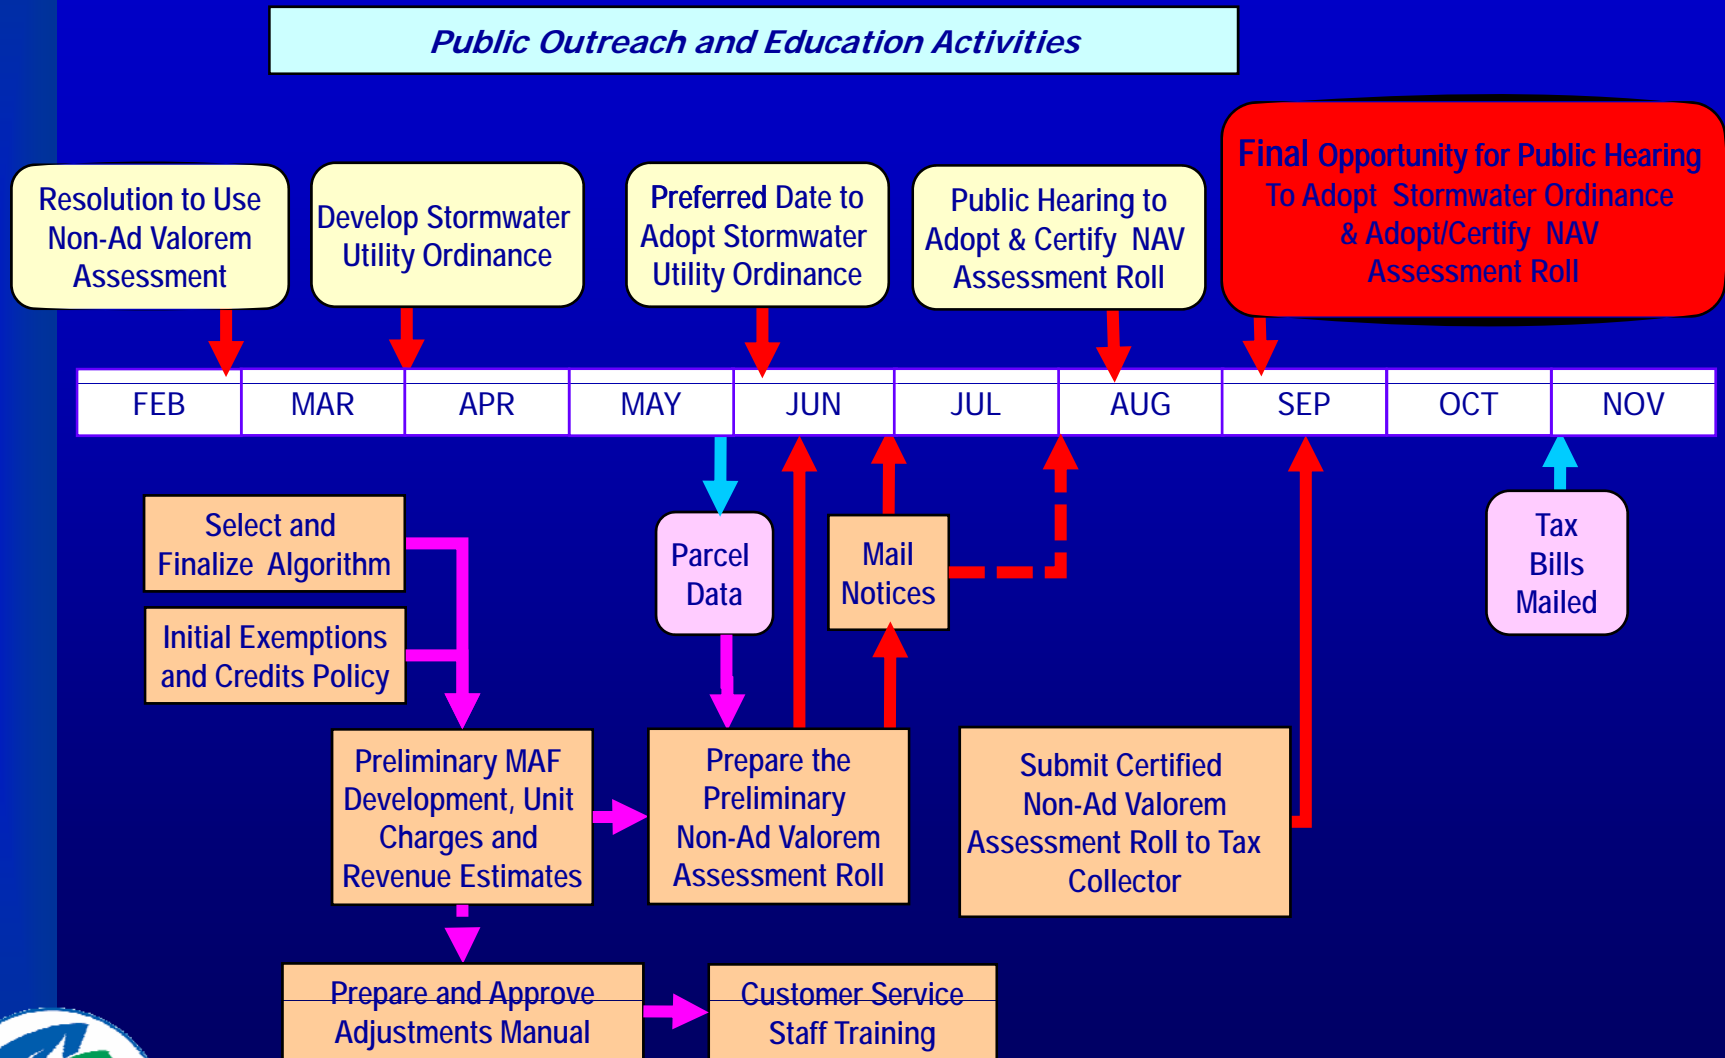 Public Outreach and Education Activities
Resolution to Use
Non-Ad Valorem
Assessment
Develop Stormwater
Utility Ordinance
Preferred Date to
Adopt Stormwater
Utility Ordinance
Public Hearing to
Adopt & Certify NAV
Assessment Roll
Final Opportunity for Public Hearing
To Adopt Stormwater Ordinance
& Adopt/Certify NAV
Assessment Roll
FEB MAR APR MAY JUN JUL AUG SEP OCT NOV
Select and
Finalize Algorithm
Initial Exemptions
and Credits Policy
Parcel
Data
Mail
Notices
Tax
Bills
Mailed
Preliminary MAF
Development, Unit
Charges and
Revenue Estimates
Prepare the
Preliminary
Non-Ad Valorem
Assessment Roll
Submit Certified
Non-Ad Valorem
Assessment Roll to Tax
Collector
Prepare and Approve
Adjustments Manual
Customer Service
Staff Training